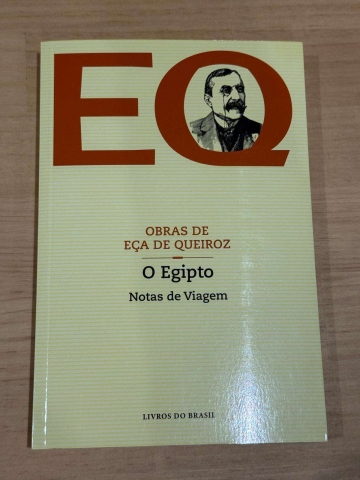 EQ
OBRAS DE
EÇA DE QUEIROZ
O Egipto
Notas de Viagem
LIVROS DO BRASIL